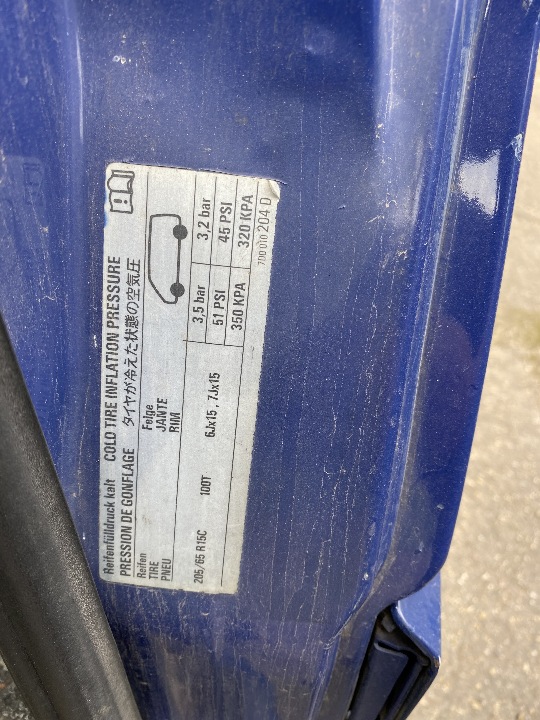 Reifenfülldruck kalt COLD TIRE INFLATION PRESSURE
PRESSION DE GONFLAGE タイヤが冷えた状態の空気圧
Reifen Felge
TIRE JANTE
PNEU RIM
205/65 R15C 100T 6Jx15 , 7Jx15 3,5 bar 3,2 bar
51 PSI 45 PSI
350 KPA 320 KPA
7D0 010 204 D